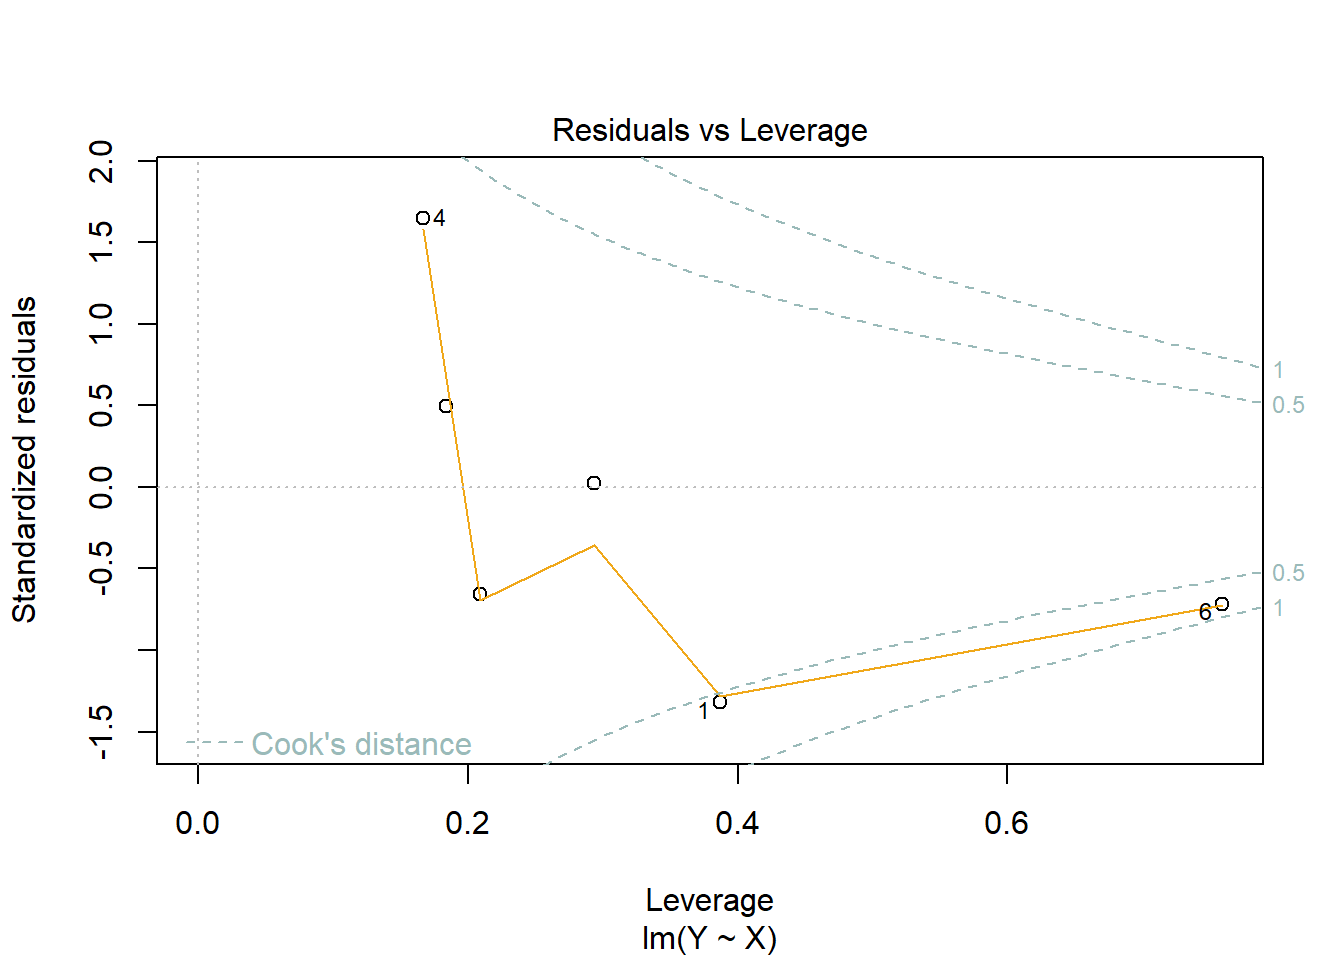 Residuals vs Leverage
Standardized residuals
2.0
1.5
1.0
0.5
0.0
-0.5
-1.5
4
1
6
1
0.5
0.5
1
Cook's distance
0.0 0.2 0.4 0.6
Leverage
lm(Y ~ X)